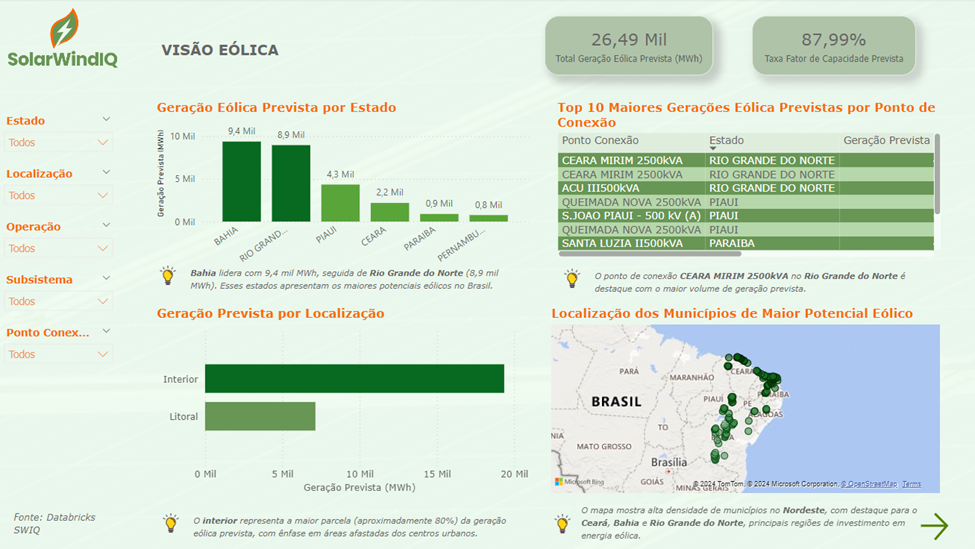 SolarWindIQ
VISÃO EÓLICA
26,49 Mil
Total Geração Eólica Prevista (MWh)
87,99%
Taxa Fator de Capacidade Prevista
Estado
Todos
Localização
Todos
Operação
Todos
Subsistema
Todos
Ponto Conex...
Todos
Geração Eólica Prevista por Estado
Geração Prevista (MWh)
10 Mil
5 Mil
0 Mil
9,4 Mil
8,9 Mil
4,3 Mil
2,2 Mil
0,9 Mil
0,8 Mil
BAHIA
RIO GRAND...
PIAUI
CEARA
PARAIBA
PERNAMBU...
Bahia lidera com 9,4 mil MWh, seguida de Rio Grande do Norte (8,9
MWh). Esses estados apresentam os maiores potenciais eólicos no Brasil.
Top 10 Maiores Gerações Eólica Previstas por Ponto de
Conexão
Ponto Conexão Estado Geração Prevista
CEARA MIRIM 2500kVA RIO GRANDE DO NORTE
CEARA MIRIM 2500kVA RIO GRANDE DO NORTE
ACU III500kVA RIO GRANDE DO NORTE
QUEIMADA NOVA 2500kVA PIAUI
S.JOAO PIAUI - 500 kV (A) PIAUI
QUEIMADA NOVA 2500kVA PIAUI
SANTA LUZIA II500kVA PARAIBA
O ponto de conexão CEARA MIRIM 2500kVA no Rio Grande do Norte é
destaque com o maior volume de geração prevista.
Geração Prevista por Localização
Interior
Litoral
0 Mil
5 Mil
10 Mil
15 Mil
20 Mil
Geração Prevista (MWh)
O interior representa a maior parcela (aproximadamente 80%) da geração
eólica prevista, com ênfase em áreas afastadas dos centros urbanos.
Localização dos Municípios de Maior Potencial Eólico
PARÁ
MARANHÃO
CEARÁ
PARAÍBA
PIAUÍ
PE
ALAGOAS
BRASIL
TO
MATO GROSSO
Brasília
GOIÁS
MINAS GERAIS
Microsoft Bing
© 2024 TomTom, © 2024 Microsoft Corporation, © OpenStreetMap Terms
O mapa mostra alta densidade de municípios no Nordeste, com destaque para o
Ceará, Bahia e Rio Grande do Norte, principais regiões de investimento em
energia eólica.
Fonte: Databricks
SWIQ